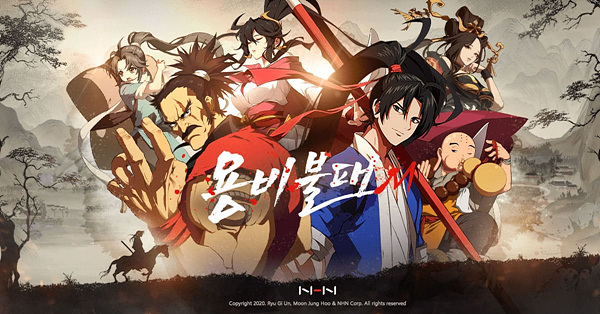 용비불패M
NHN
Copyright 2020. Ryu Gi Un, Moon Jung Hoo & NHN Corp. All rights reserved